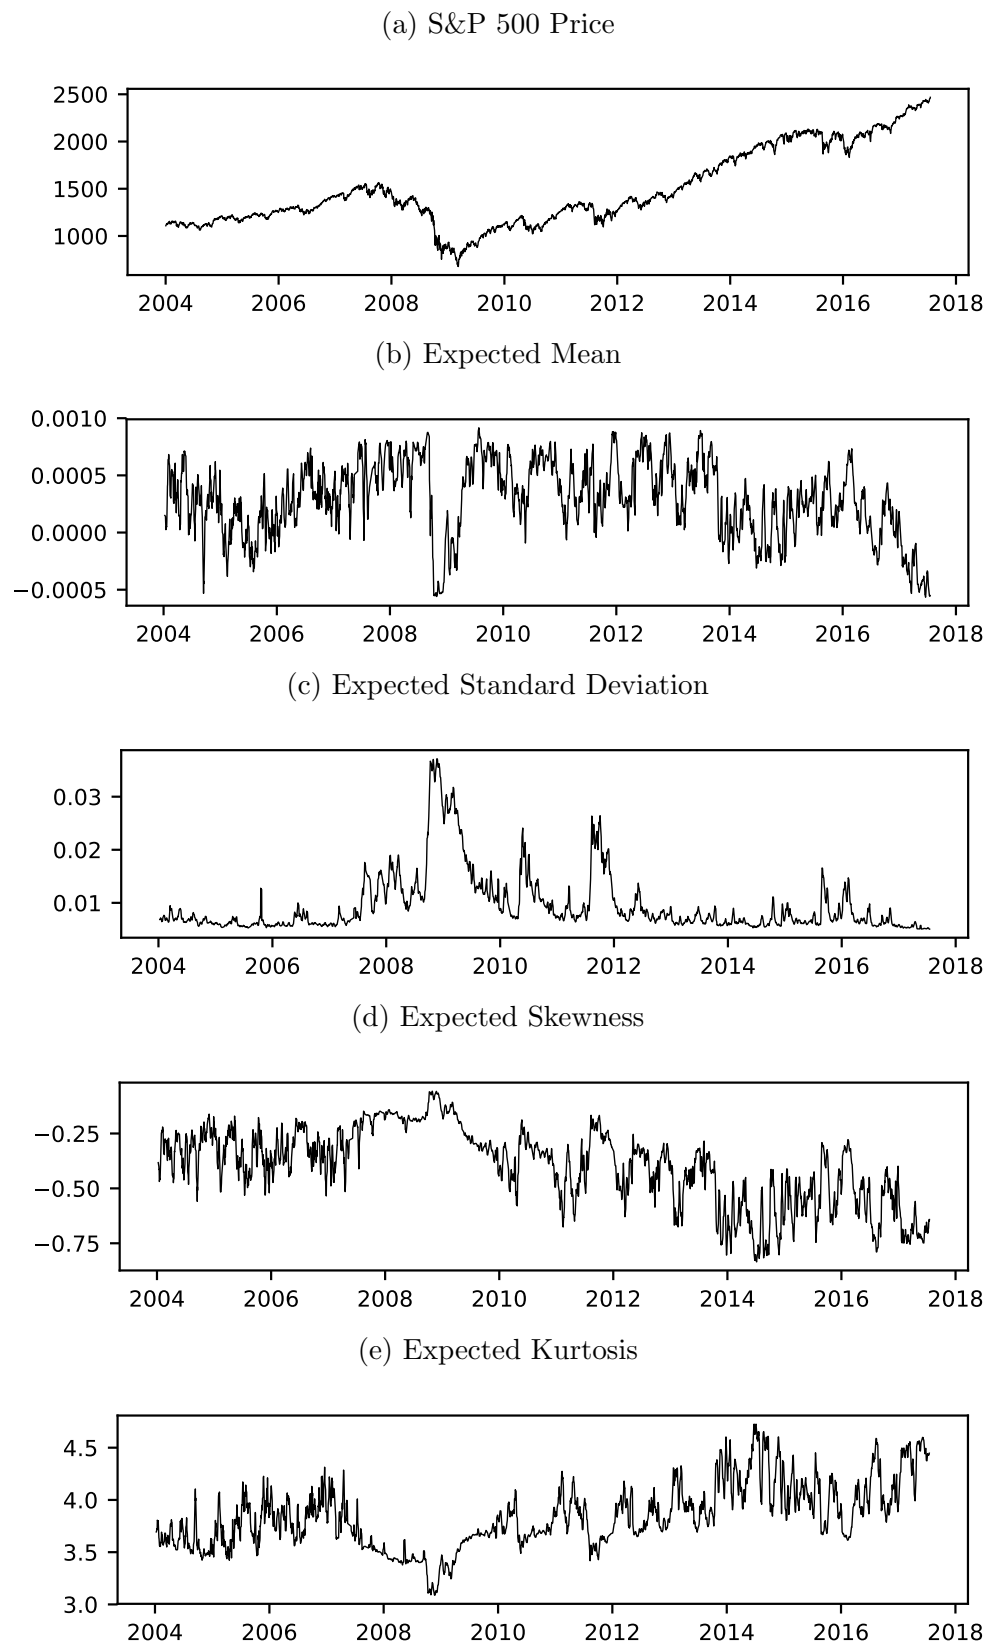 (a) S&P 500 Price
2500
2000
1500
1000
2004 2006 2008 2010 2012 2014 2016 2018
(b) Expected Mean
0.0010
0.0005
0.0000
−0.0005
2004 2006 2008 2010 2012 2014 2016 2018
(c) Expected Standard Deviation
0.03
0.02
0.01
2004 2006 2008 2010 2012 2014 2016 2018
(d) Expected Skewness
−0.25
−0.50
−0.75
2004 2006 2008 2010 2012 2014 2016 2018
(e) Expected Kurtosis
4.5
4.0
3.5
3.0
2004 2006 2008 2010 2012 2014 2016 2018